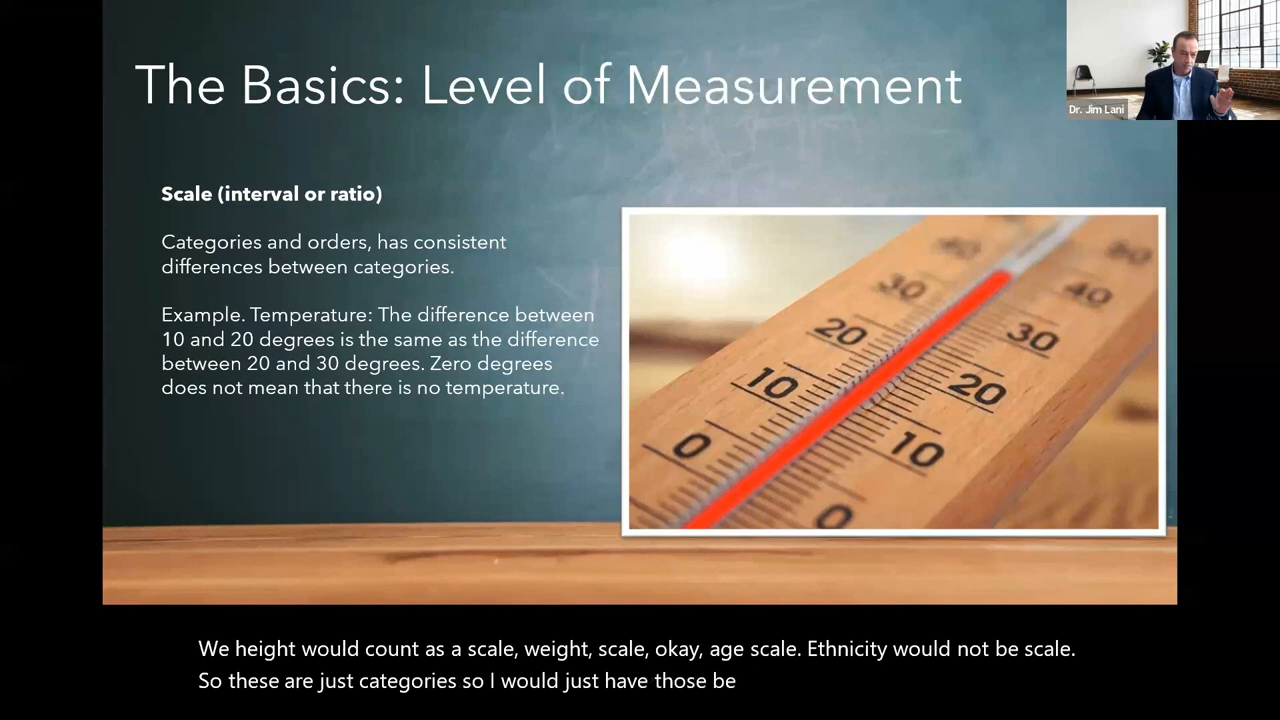 The Basics: Level of Measurement
Dr. Jim Lani
Scale (interval or ratio)
Categories and orders, has consistent
differences between categories.
Example. Temperature: The difference between
10 and 20 degrees is the same as the difference
between 20 and 30 degrees. Zero degrees
does not mean that there is no temperature.
40 50
30 40
20 30
10 20
0 10
0
We height would count as a scale, weight, scale, okay, age scale. Ethnicity would not be scale.
So these are just categories so I would just have those be